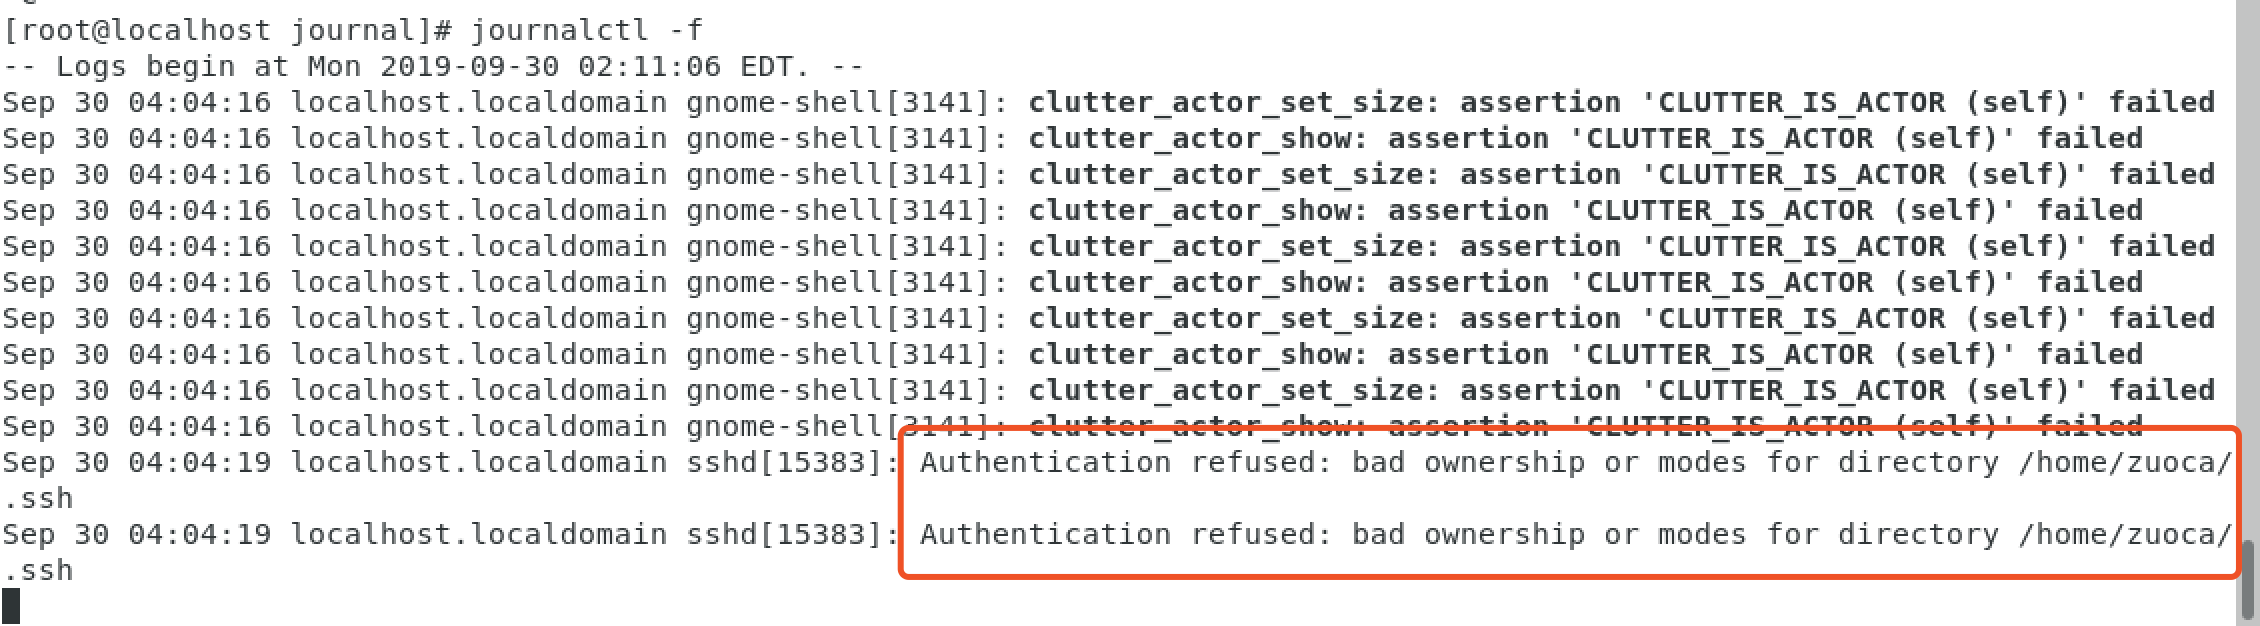 [root@localhost journal]# journalctl -f
-- Logs begin at Mon 2019-09-30 02:11:06 EDT. --
Sep 30 04:04:16 localhost.localdomain gnome-shell[3141]: clutter_actor_set_size: assertion 'CLUTTER_IS_ACTOR (self)' failed
Sep 30 04:04:16 localhost.localdomain gnome-shell[3141]: clutter_actor_show: assertion 'CLUTTER_IS_ACTOR (self)' failed
Sep 30 04:04:16 localhost.localdomain gnome-shell[3141]: clutter_actor_set_size: assertion 'CLUTTER_IS_ACTOR (self)' failed
Sep 30 04:04:16 localhost.localdomain gnome-shell[3141]: clutter_actor_show: assertion 'CLUTTER_IS_ACTOR (self)' failed
Sep 30 04:04:16 localhost.localdomain gnome-shell[3141]: clutter_actor_set_size: assertion 'CLUTTER_IS_ACTOR (self)' failed
Sep 30 04:04:16 localhost.localdomain gnome-shell[3141]: clutter_actor_show: assertion 'CLUTTER_IS_ACTOR (self)' failed
Sep 30 04:04:16 localhost.localdomain gnome-shell[3141]: clutter_actor_set_size: assertion 'CLUTTER_IS_ACTOR (self)' failed
Sep 30 04:04:16 localhost.localdomain gnome-shell[3141]: clutter_actor_show: assertion 'CLUTTER_IS_ACTOR (self)' failed
Sep 30 04:04:16 localhost.localdomain gnome-shell[3141]: clutter_actor_set_size: assertion 'CLUTTER_IS_ACTOR (self)' failed
Sep 30 04:04:16 localhost.localdomain gnome-shell[3141]: clutter_actor_show: assertion 'CLUTTER_IS_ACTOR (self)' failed
Sep 30 04:04:19 localhost.localdomain sshd[15383]: Authentication refused: bad ownership or modes for directory /home/zuoca/
.ssh
Sep 30 04:04:19 localhost.localdomain sshd[15383]: Authentication refused: bad ownership or modes for directory /home/zuoca/
.ssh